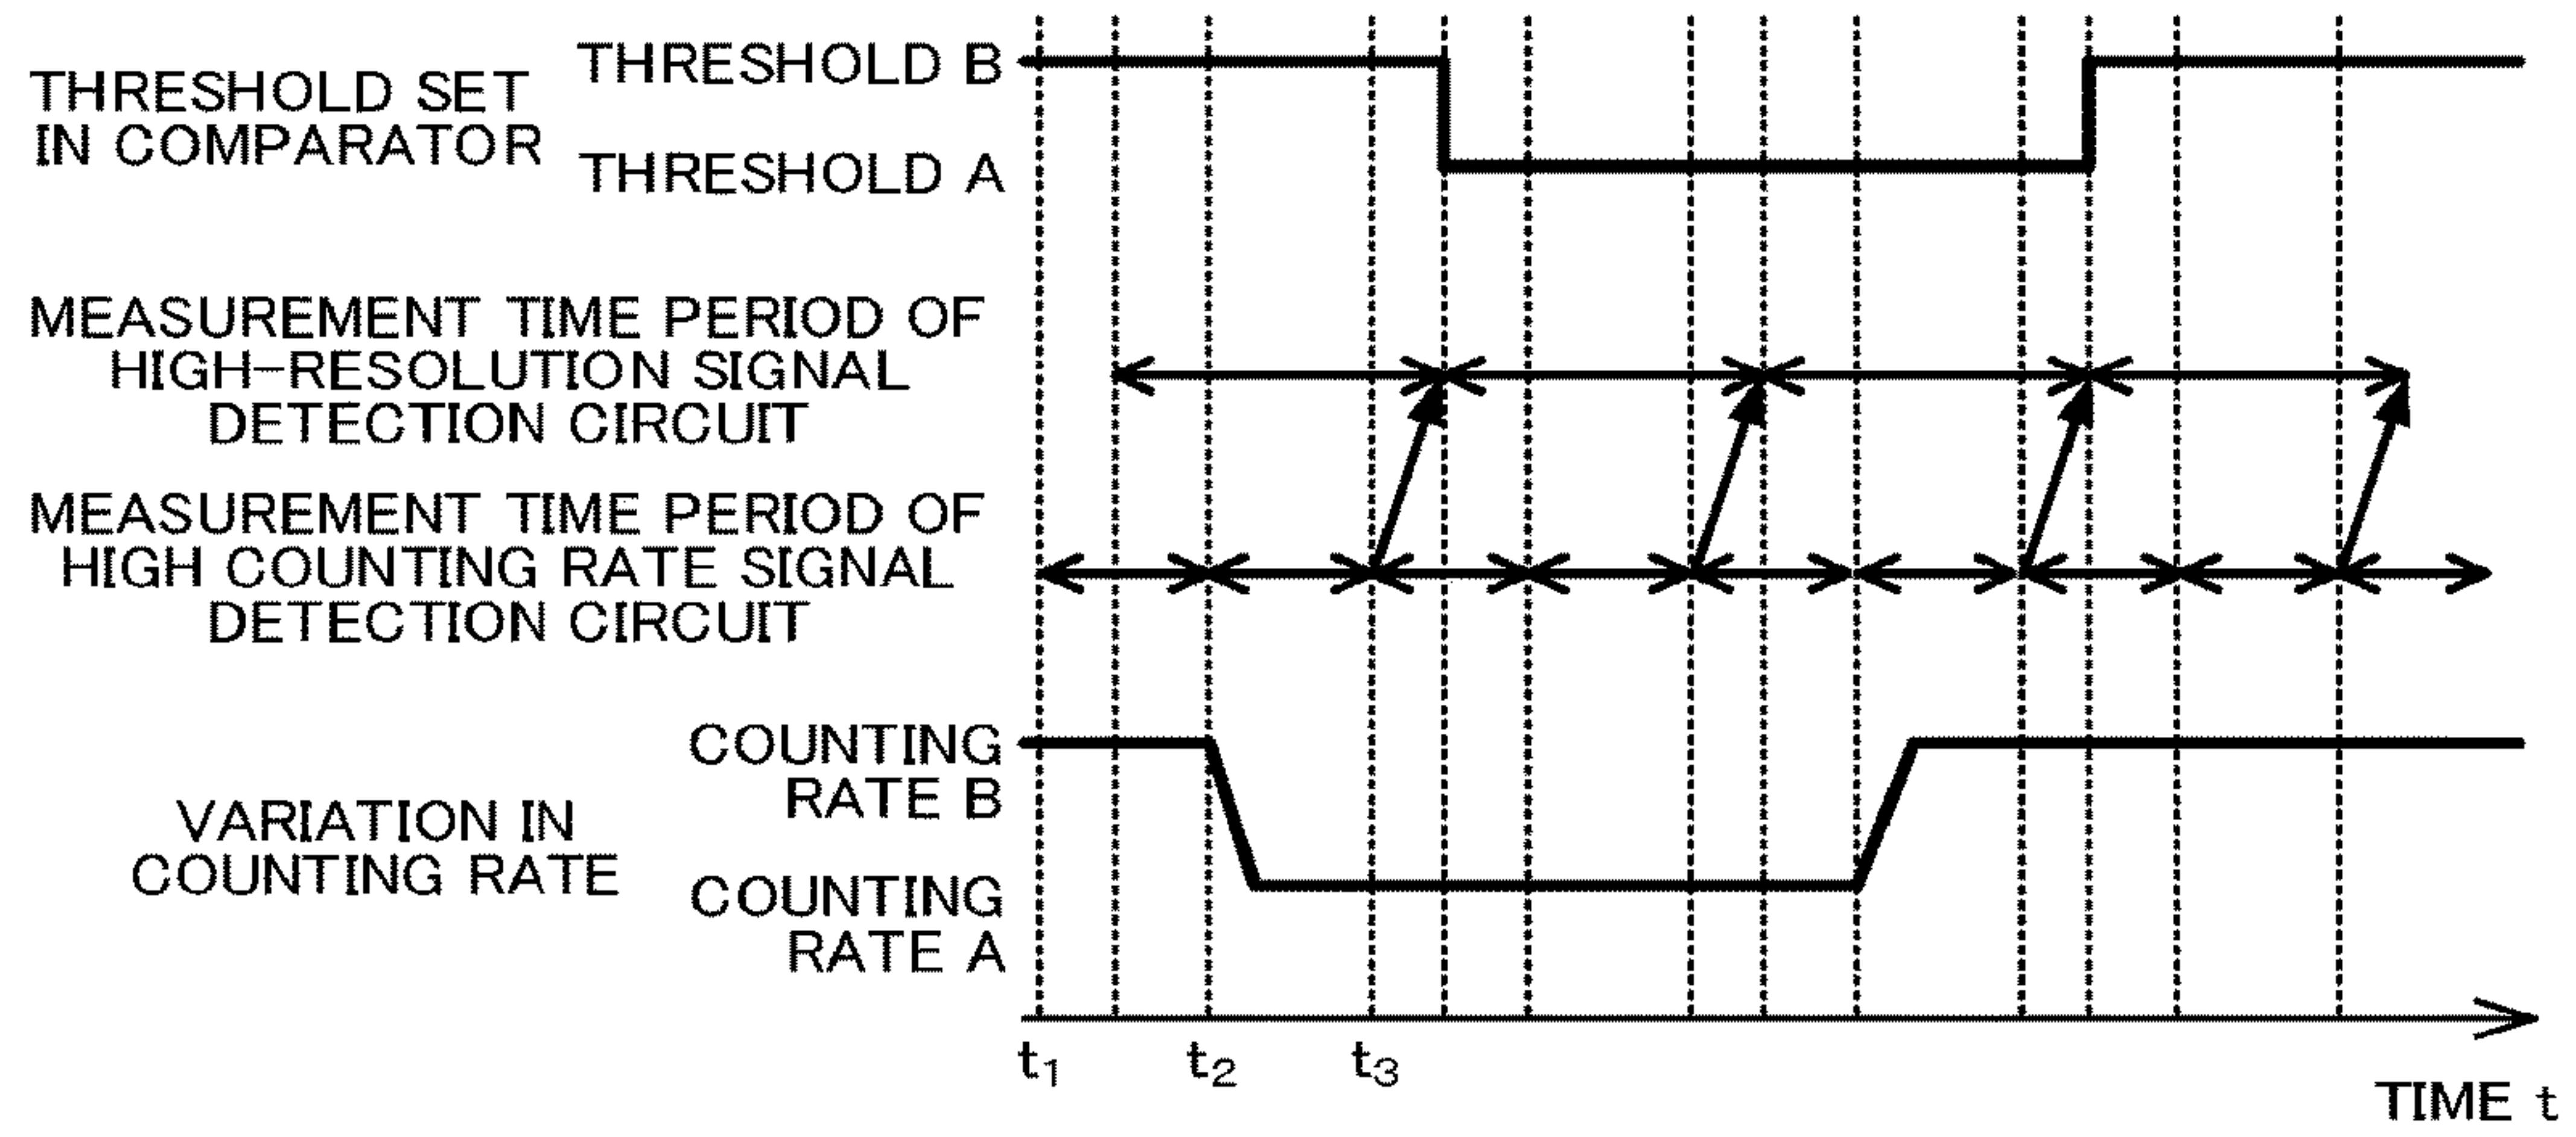 THRESHOLD SET
IN COMPARATOR
THRESHOLD B
THRESHOLD A
MEASUREMENT TIME PERIOD OF
HIGH-RESOLUTION SIGNAL
DETECTION CIRCUIT
MEASUREMENT TIME PERIOD OF
HIGH COUNTING RATE SIGNAL
DETECTION CIRCUIT
VARIATION IN
COUNTING RATE
COUNTING
RATE B
COUNTING
RATE A
t1 t2 t3
TIME t